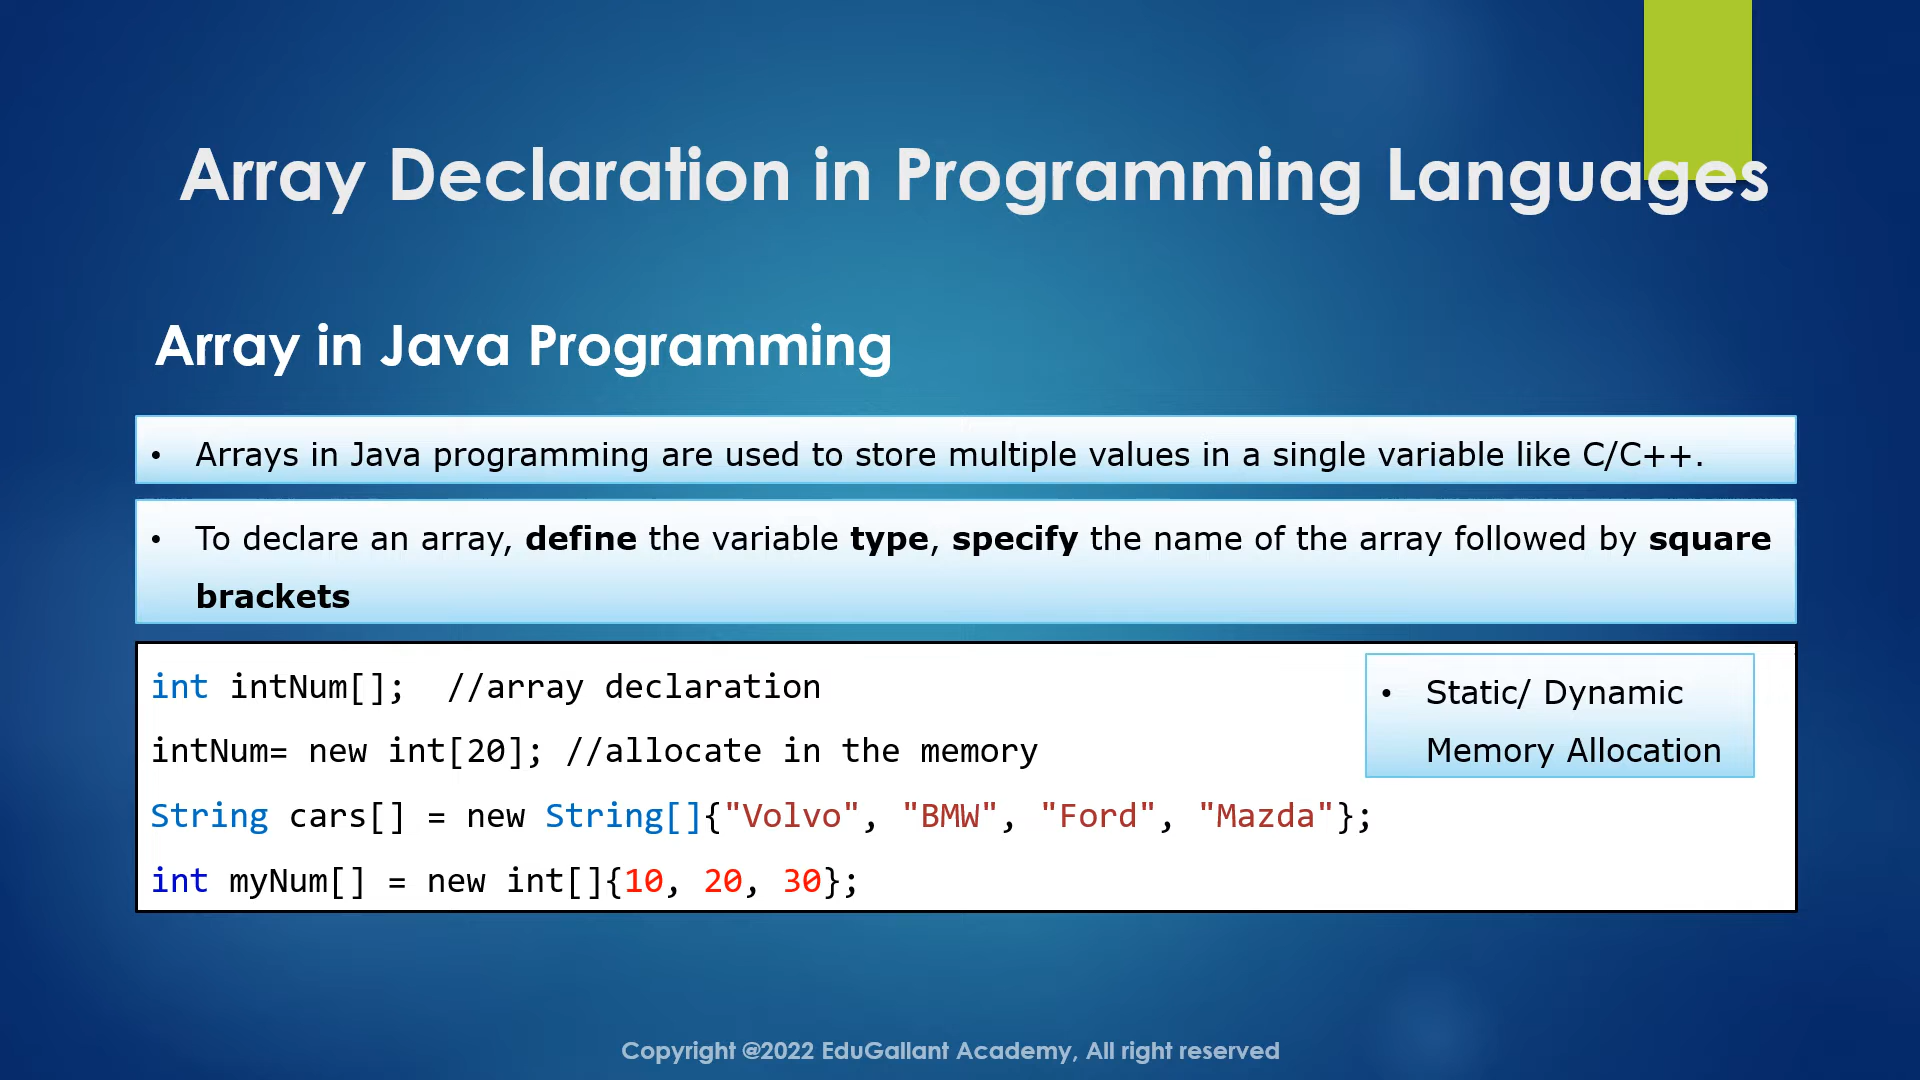 Array Declaration in Programming Languages
Array in Java Programming
• Arrays in Java programming are used to store multiple values in a single variable like C/C++.
• To declare an array, define the variable type, specify the name of the array followed by square
brackets
int intNum[];  //array declaration
intNum= new int[20]; //allocate in the memory
String cars[] = new String[]{"Volvo", "BMW", "Ford", "Mazda"};
int myNum[] = new int[]{10, 20, 30};
• Static/ Dynamic
Memory Allocation
Copyright @2022 EduGallant Academy, All right reserved